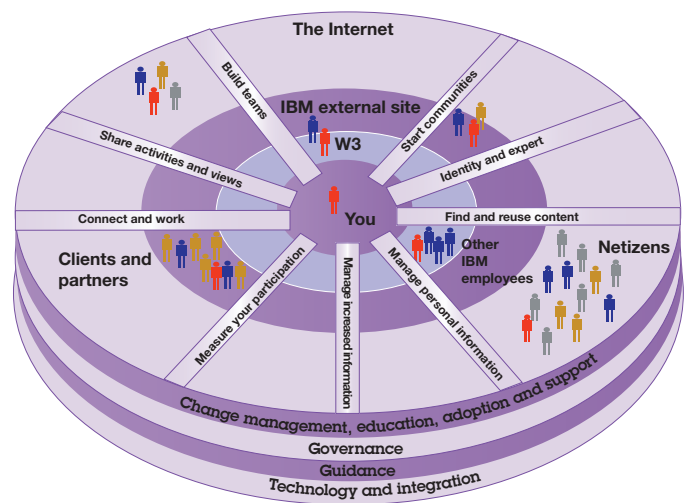 The Internet
Build teams
IBM external site
Start communities
W3
Share activities and views
Identity and expert
Connect and work
You
Find and reuse content
Clients and
partners
Other
IBM
employees
Netizens
Measure your participation
Manage increased information
Manage personal information
Change management, education, adoption and support
Governance
Guidance
Technology and integration